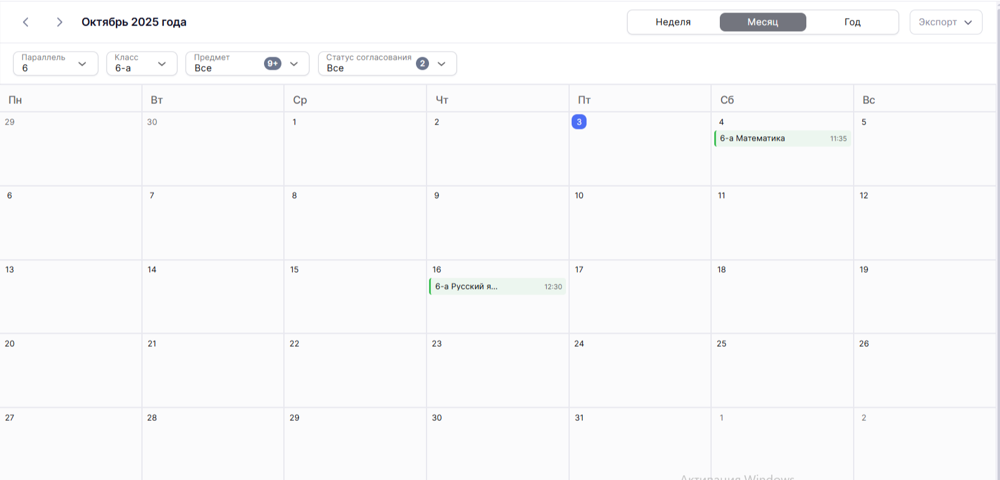 Октябрь 2025 года
Неделя Месяц Год Экспорт
Параллель Класс Предмет Статус согласования
6 6-а Все 9+ Все 2
Пн Вт Ср Чт Пт Сб Вс
29 30 1 2 3 4 5
6-а Математика 11:35
6 7 8 9 10 11 12
13 14 15 16 17 18 19
6-а Русский я... 12:30
20 21 22 23 24 25 26
27 28 29 30 31 1 2
Активация Windows